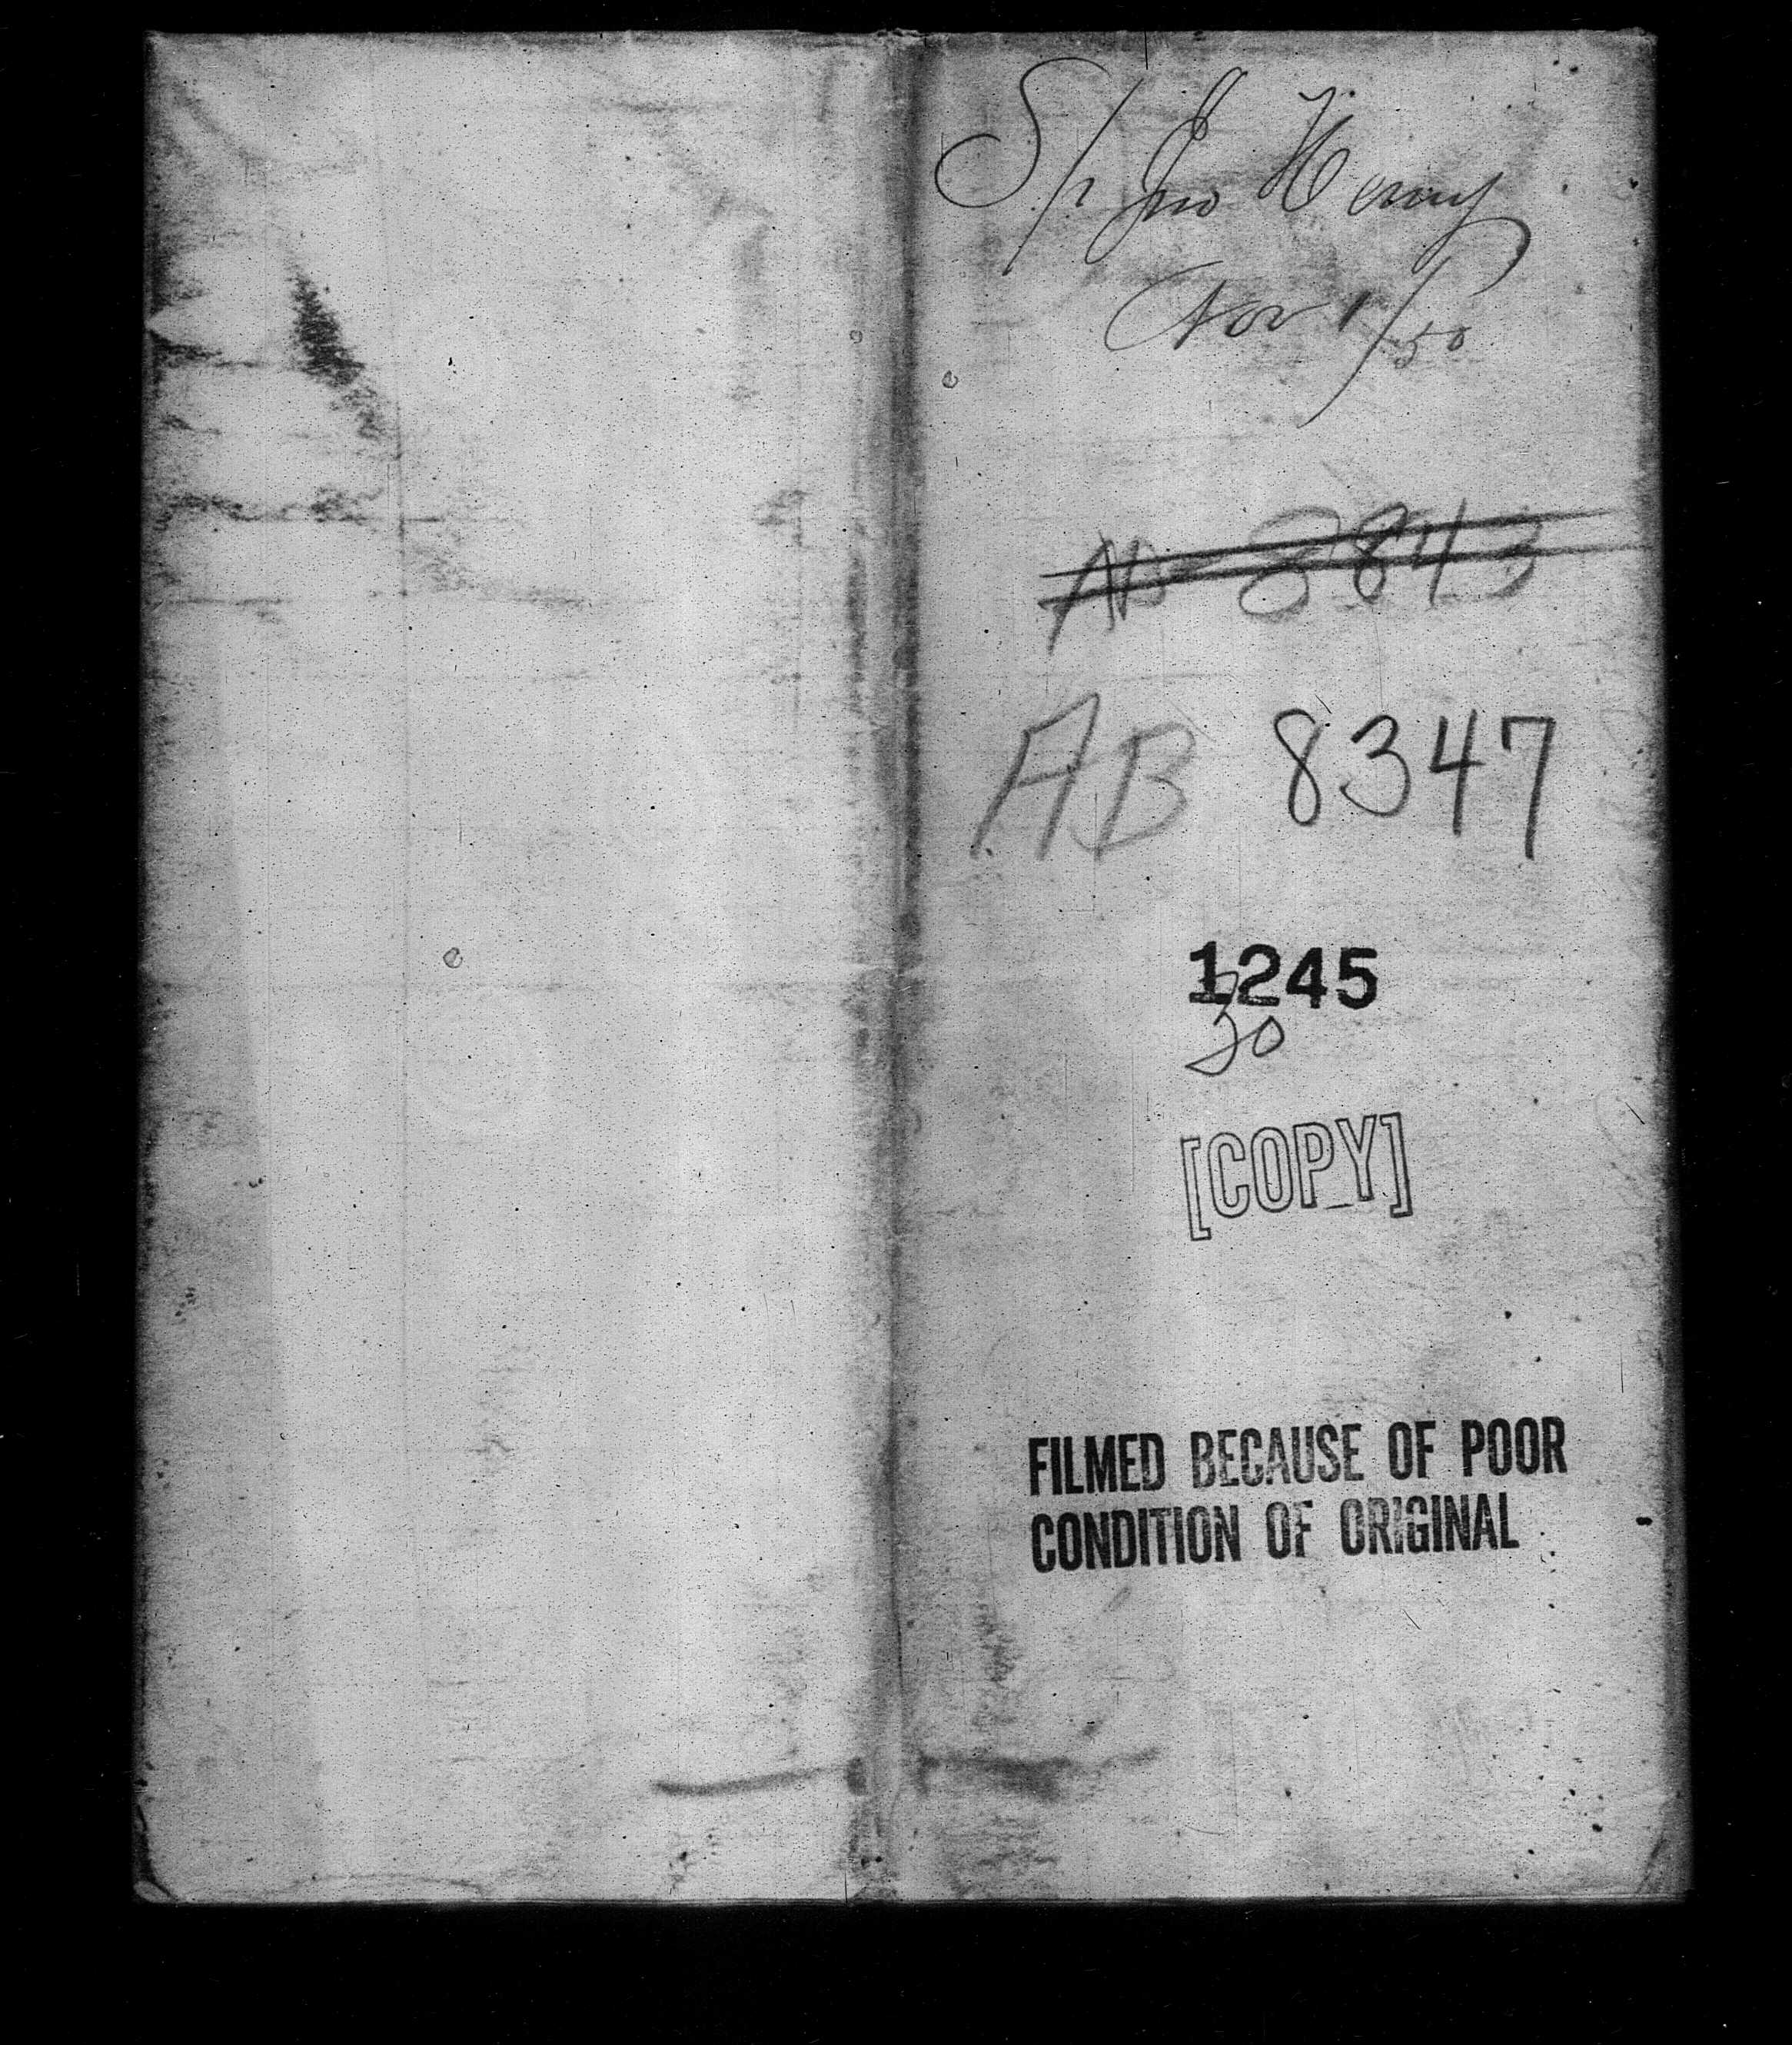 S/r Jno Henry
Nov 1/50
AB 8843
AB 8347
1245
30
[COPY]
FILMED BECAUSE OF POOR
CONDITION OF ORIGINAL